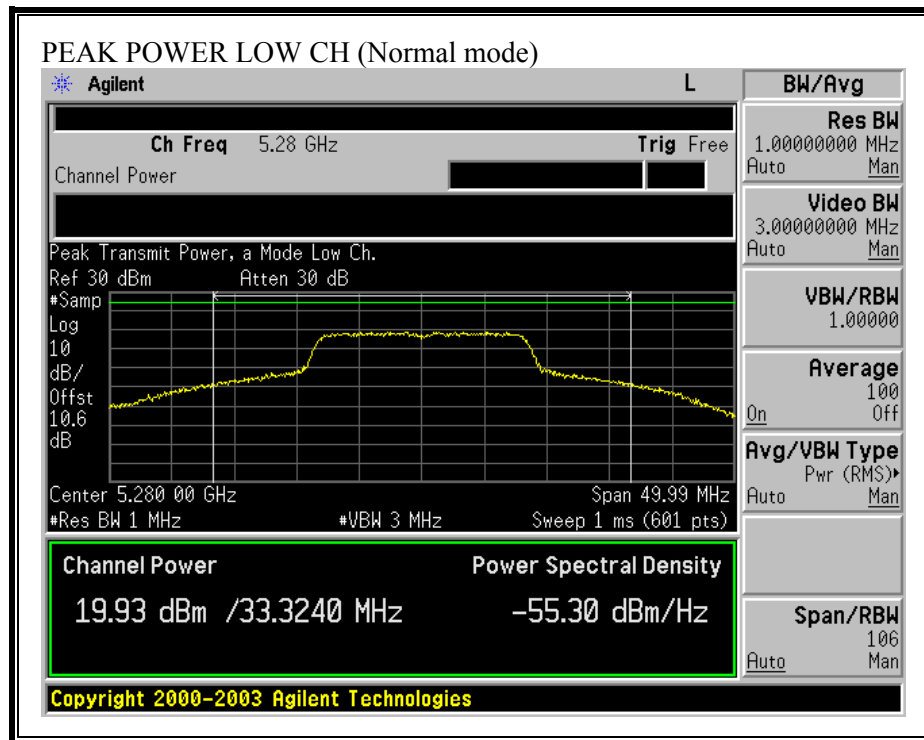 PEAK POWER LOW CH (Normal mode)
Agilent L BW/Avg
Ch Freq 5.28 GHz Trig Free
Channel Power
Res BW
1.00000000 MHz
Auto Man
Video BW
3.00000000 MHz
Auto Man
Peak Transmit Power, a Mode Low Ch.
Ref 30 dBm Atten 30 dB
#Samp
Log
10
dB/
Offst
10.6
dB
VBW/RBW
1.00000
Average
100
On Off
Avg/VBW Type
Pwr (RMS)
Auto Man
Center 5.280 00 GHz Span 49.99 MHz
#Res BW 1 MHz #VBW 3 MHz Sweep 1 ms (601 pts)
Channel Power Power Spectral Density
19.93 dBm /33.3240 MHz -55.30 dBm/Hz
Span/RBW
106
Auto Man
Copyright 2000-2003 Agilent Technologies